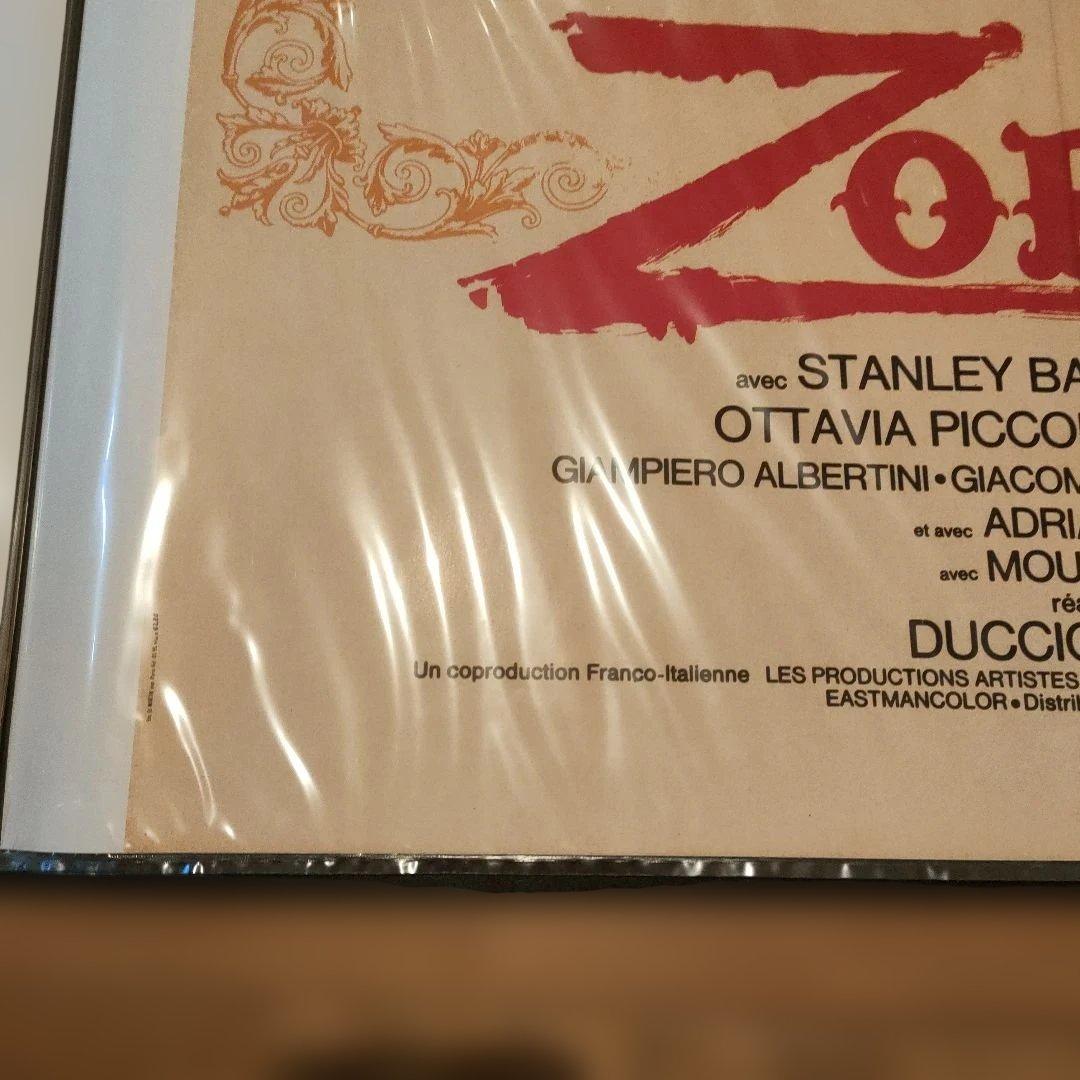 ZOR
avec STANLEY BA
OTTAVIA PICCO
GIAMPIERO ALBERTINI•GIACOM
et avec ADRIA
avec MOU
réa
DUCCIO
Un coproduction Franco-Italienne LES PRODUCTIONS ARTISTES
EASTMANCOLOR•Distrib